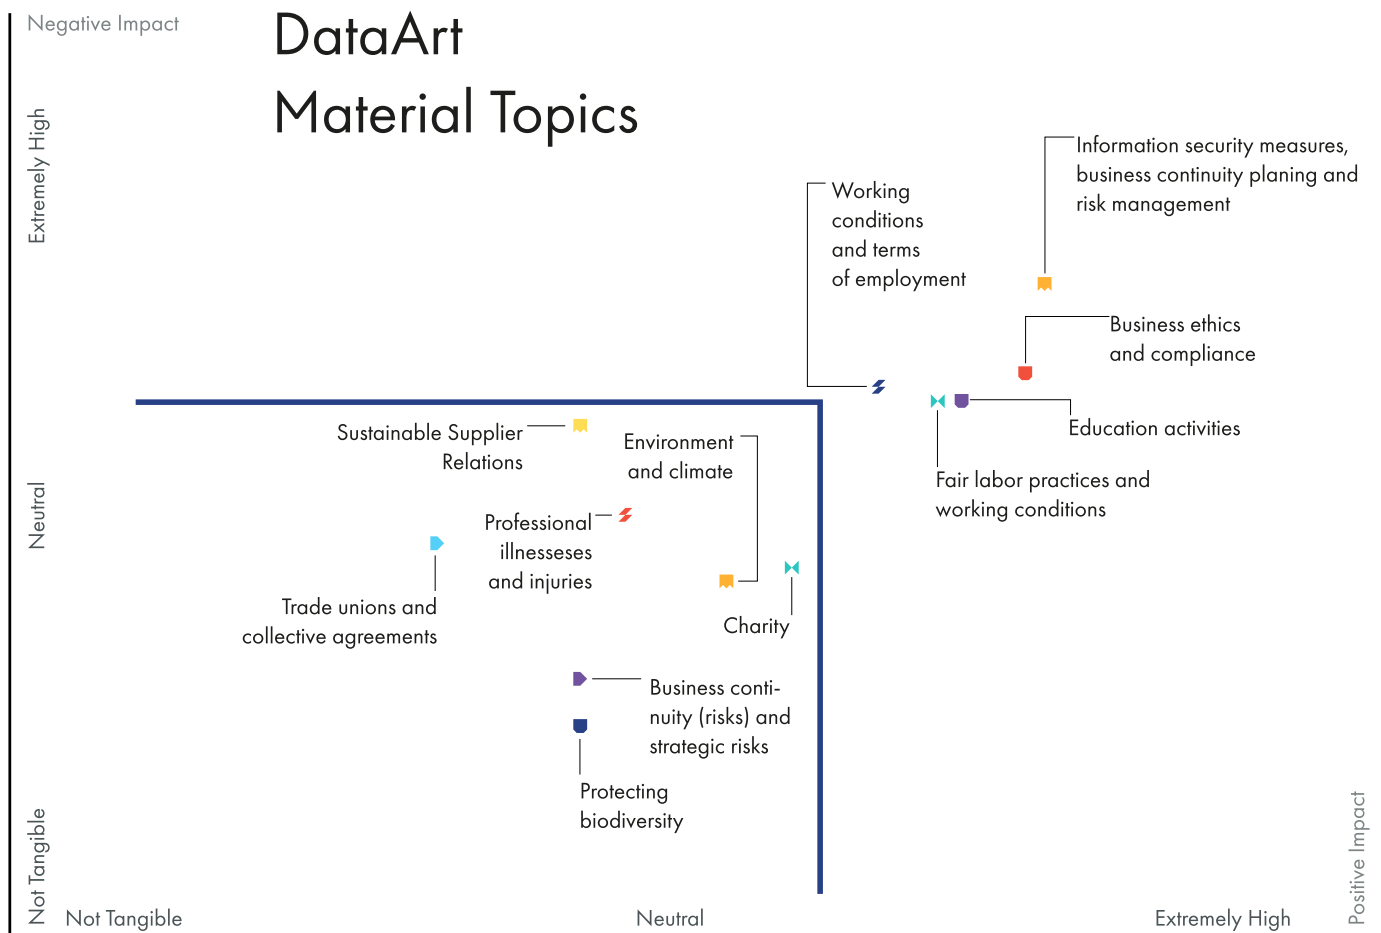 Negative Impact
DataArt
Material Topics
Extremely High
Information security measures,
business continuity planing and
risk management
Working
conditions
and terms
of employment
Business ethics
and compliance
Education activities
Fair labor practices and
working conditions
Sustainable Supplier
Relations
Environment
and climate
Neutral
Professional
illnesseses
and injuries
Trade unions and
collective agreements
Charity
Business conti-
nuity (risks) and
strategic risks
Protecting
biodiversity
Not Tangible
Positive Impact
Not Tangible
Neutral
Extremely High